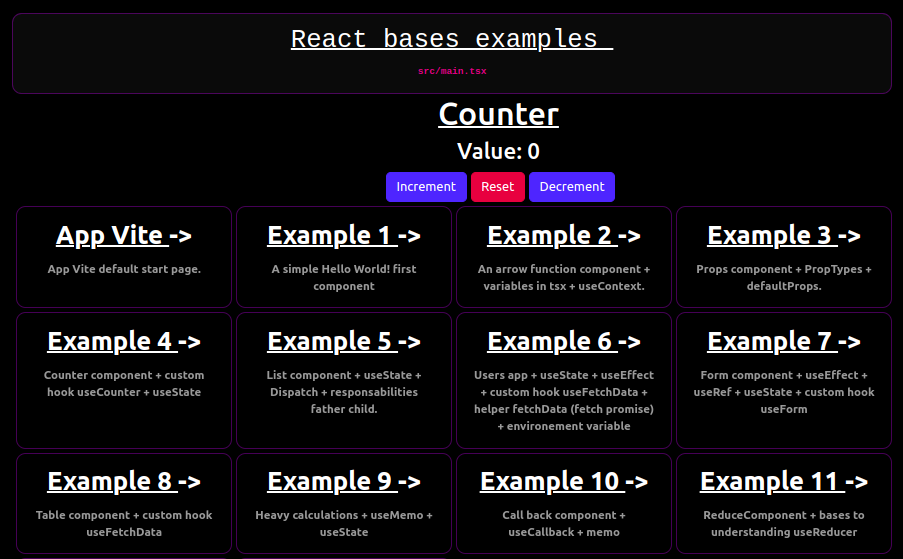 React bases examples
src/main.tsx
Counter
Value: 0
Increment Reset Decrement
App Vite ->
App Vite default start page.
Example 1 ->
A simple Hello World! first
component
Example 2 ->
An arrow function component +
variables in tsx + useContext.
Example 3 ->
Props component + PropTypes +
defaultProps.
Example 4 ->
Counter component + custom
hook useCounter + useState
Example 5 ->
List component + useState +
Dispatch + responsabilities
father child.
Example 6 ->
Users app + useState + useEffect
+ custom hook useFetchData +
helper fetchData (fetch promise)
+ environement variable
Example 7 ->
Form component + useEffect +
useRef + useState + custom hook
useForm
Example 8 ->
Table component + custom hook
useFetchData
Example 9 ->
Heavy calculations + useMemo +
useState
Example 10 ->
Call back component +
useCallback + memo
Example 11 ->
ReduceComponent + bases to
understanding useReducer